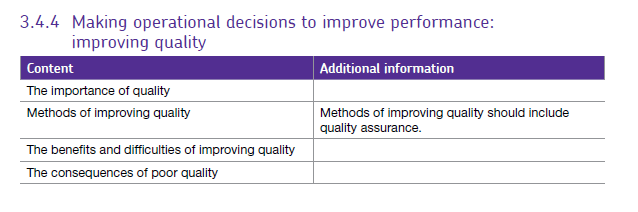 3.4.4 Making operational decisions to improve performance:
improving quality
Content Additional information
The importance of quality
Methods of improving quality Methods of improving quality should include
quality assurance.
The benefits and difficulties of improving quality
The consequences of poor quality